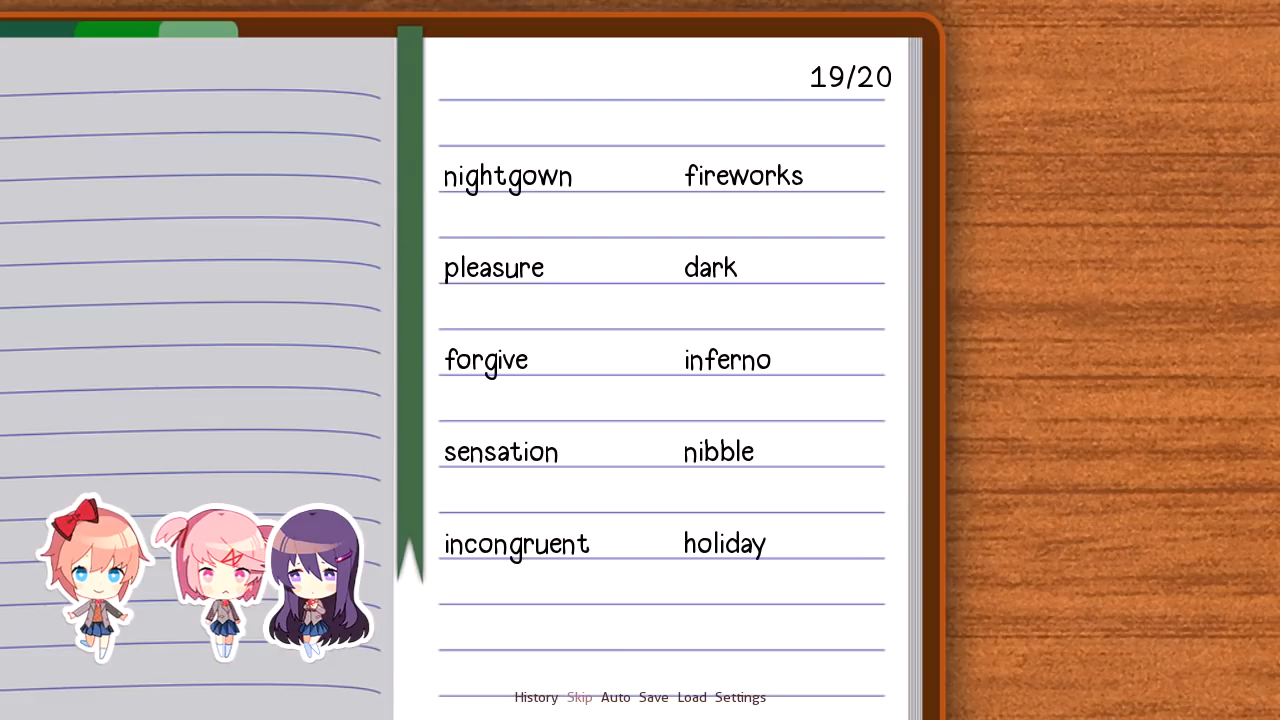 19/20
nightgown fireworks
pleasure dark
forgive inferno
sensation nibble
incongruent holiday
History Skip Auto Save Load Settings